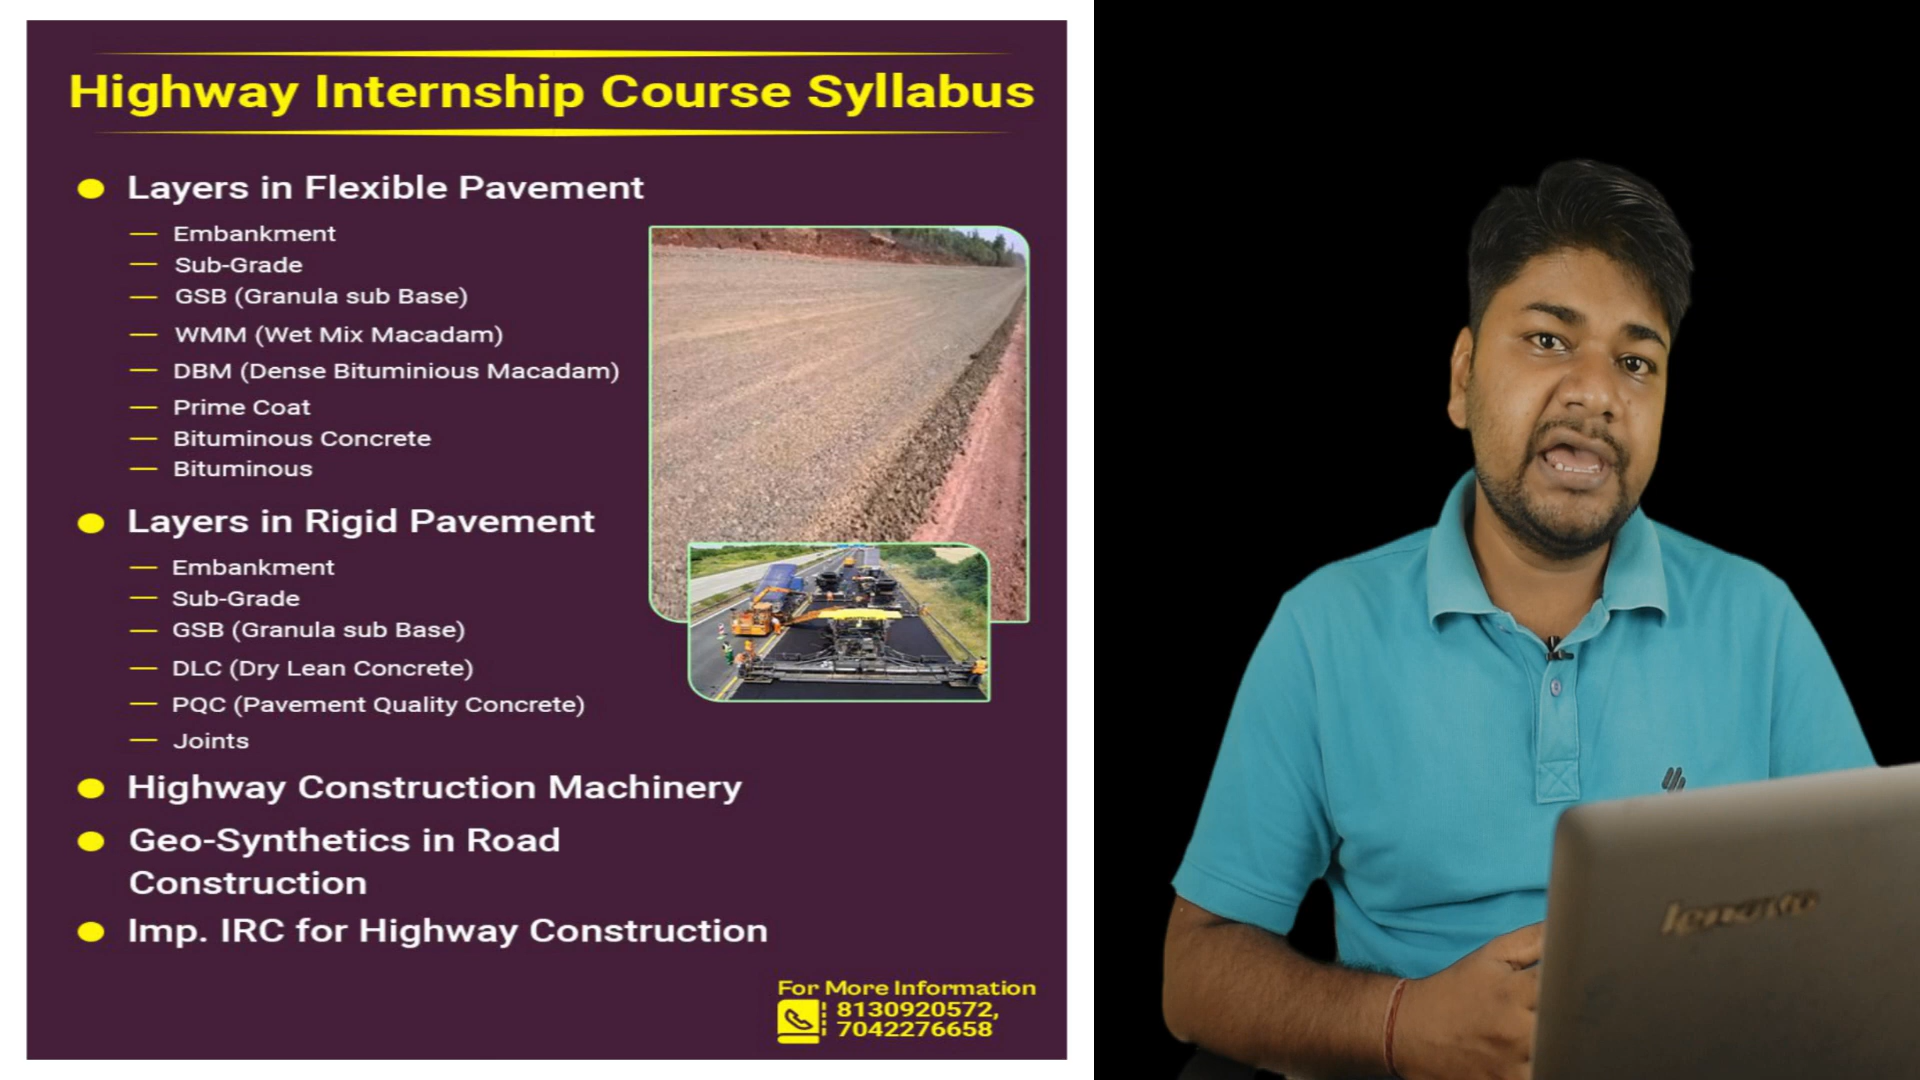 Highway Internship Course Syllabus
Layers in Flexible Pavement
Embankment
Sub-Grade
GSB (Granula sub Base)
WMM (Wet Mix Macadam)
DBM (Dense Bituminious Macadam)
Prime Coat
Bituminous Concrete
Bituminous
Layers in Rigid Pavement
Embankment
Sub-Grade
GSB (Granula sub Base)
DLC (Dry Lean Concrete)
PQC (Pavement Quality Concrete)
Joints
Highway Construction Machinery
Geo-Synthetics in Road
Construction
Imp. IRC for Highway Construction
For More Information
8130920572,
7042276658
lenovo